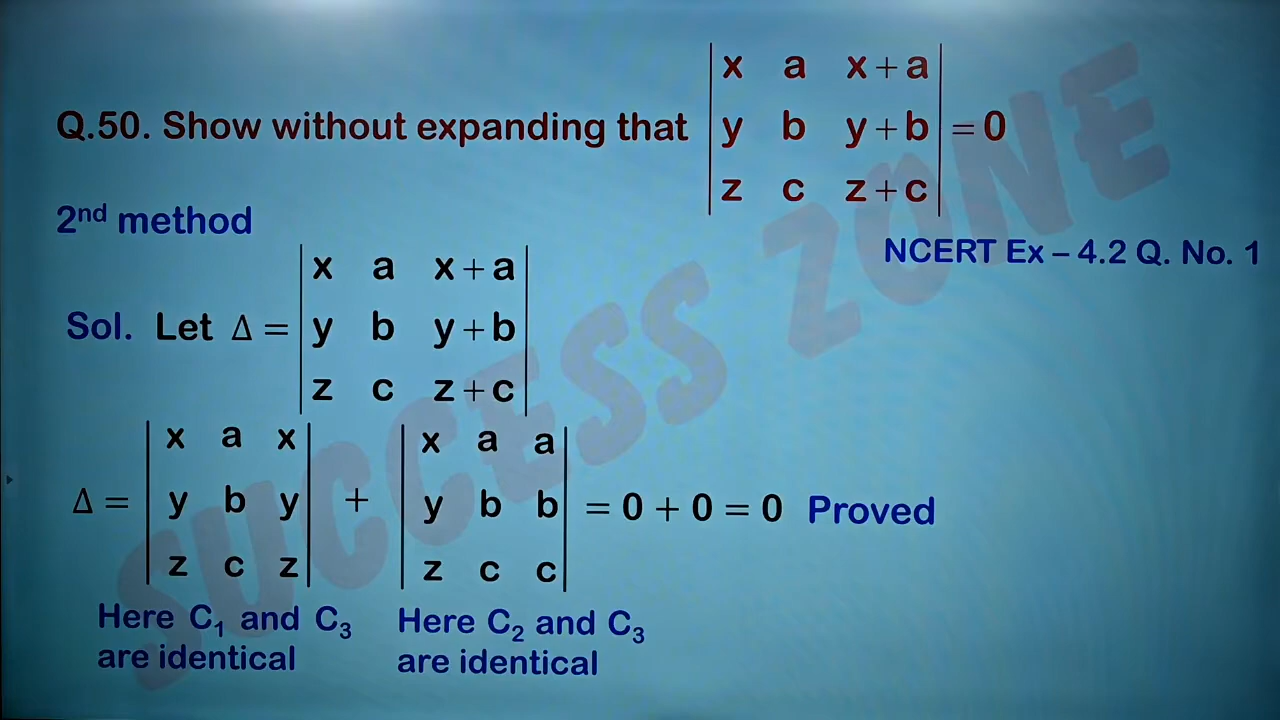 Q.50. Show without expanding that | x a x + a |
| y b y + b | = 0
| z c z + c |
NCERT Ex – 4.2 Q. No. 1
2nd method
Sol. Let Δ = | x a x + a |
| y b y + b |
| z c z + c |
Δ = | x a x | + | x a a |
| y b y | | y b b | = 0 + 0 = 0 Proved
| z c z | | z c c |
Here C₁ and C₃
are identical
Here C₂ and C₃
are identical
SUCCESS ZONE